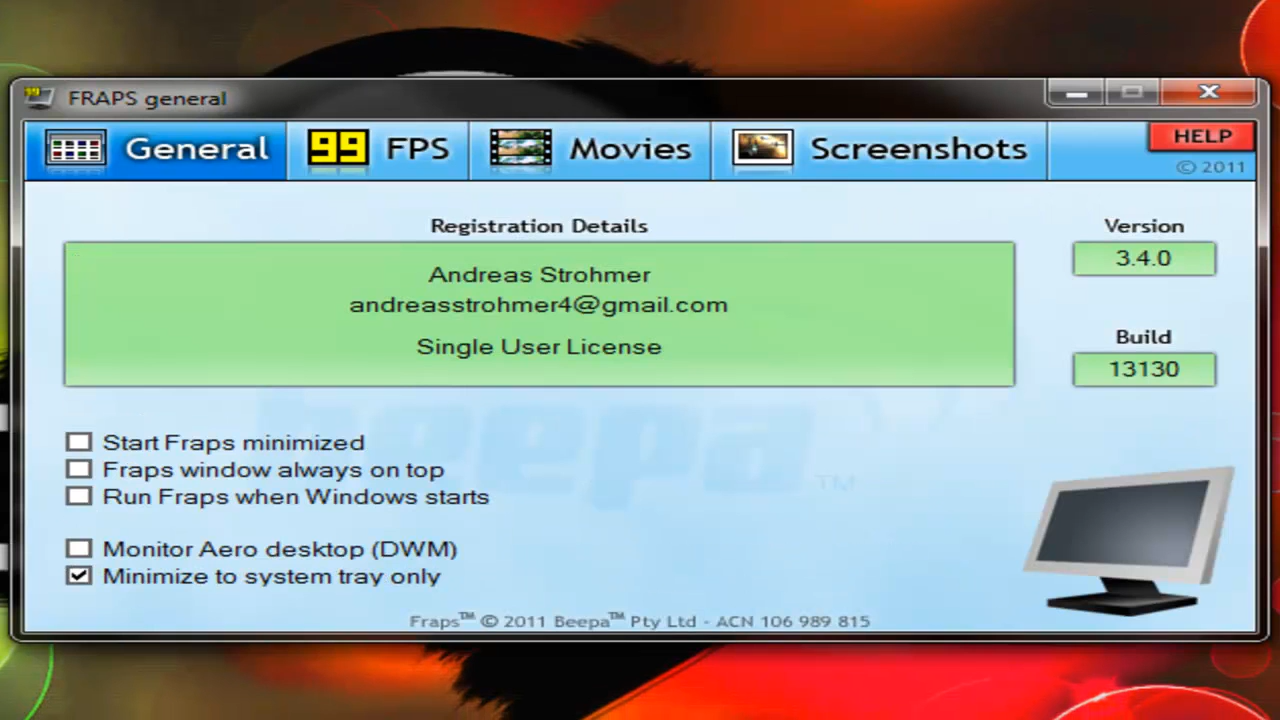 FRAPS general
General
99 FPS
Movies
Screenshots
HELP
© 2011
Registration Details
Andreas Strohmer
andreasstrohmer4@gmail.com
Single User License
Version
3.4.0
Build
13130
beepa™
Start Fraps minimized
Fraps window always on top
Run Fraps when Windows starts
Monitor Aero desktop (DWM)
Minimize to system tray only
Fraps™ © 2011 Beepa™ Pty Ltd - ACN 106 989 815